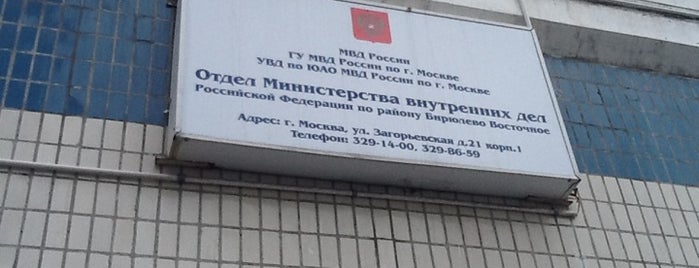 МВД России
ГУ МВД России по г. Москве
УВД по ЮАО МВД России по г. Москве
Отдел Министерства внутренних дел
Российской Федерации по району Бирюлево Восточное
Адрес: г. Москва, ул. Загорьевская д.21 корп.1
Телефон: 329-14-00, 329-86-59